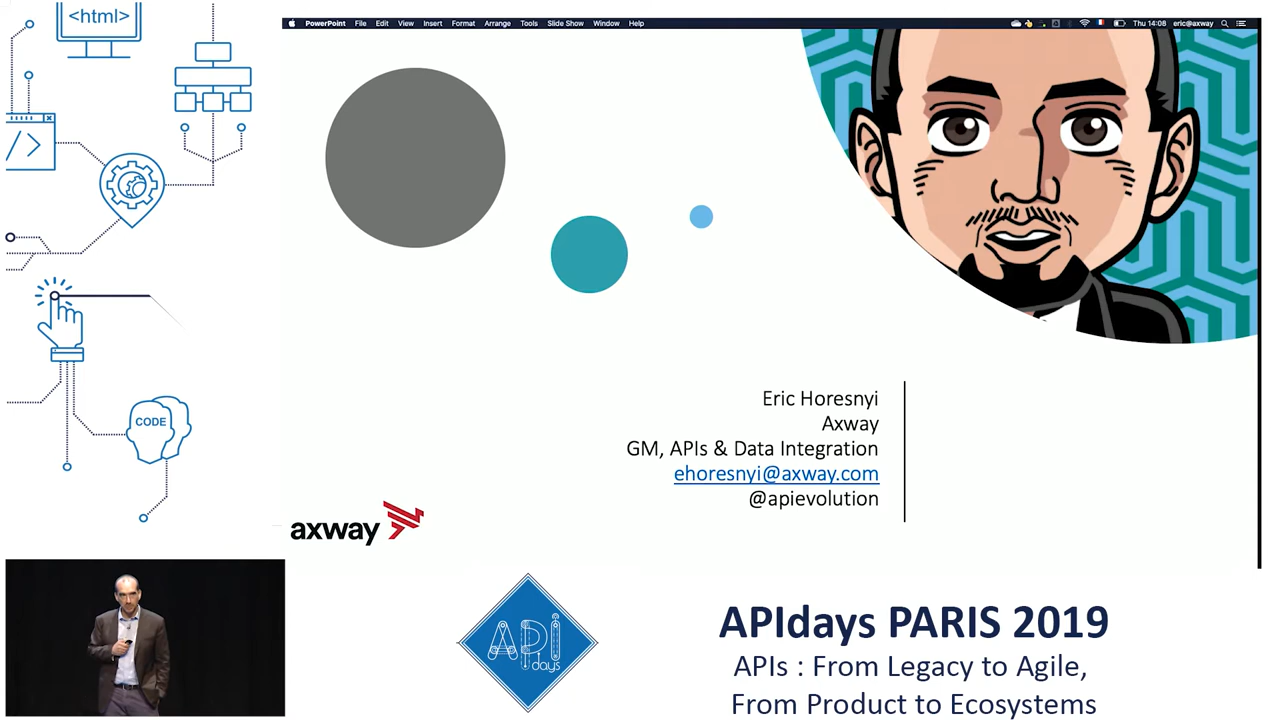 <html>
</>
CODE
PowerPoint File Edit View Insert Format Arrange Tools Slide Show Window Help
Thu 14:08 eric@axway
Eric Horesnyi
Axway
GM, APIs & Data Integration
ehoresnyi@axway.com
@apievolution
axway
API
days
APIdays PARIS 2019
APIs : From Legacy to Agile,
From Product to Ecosystems